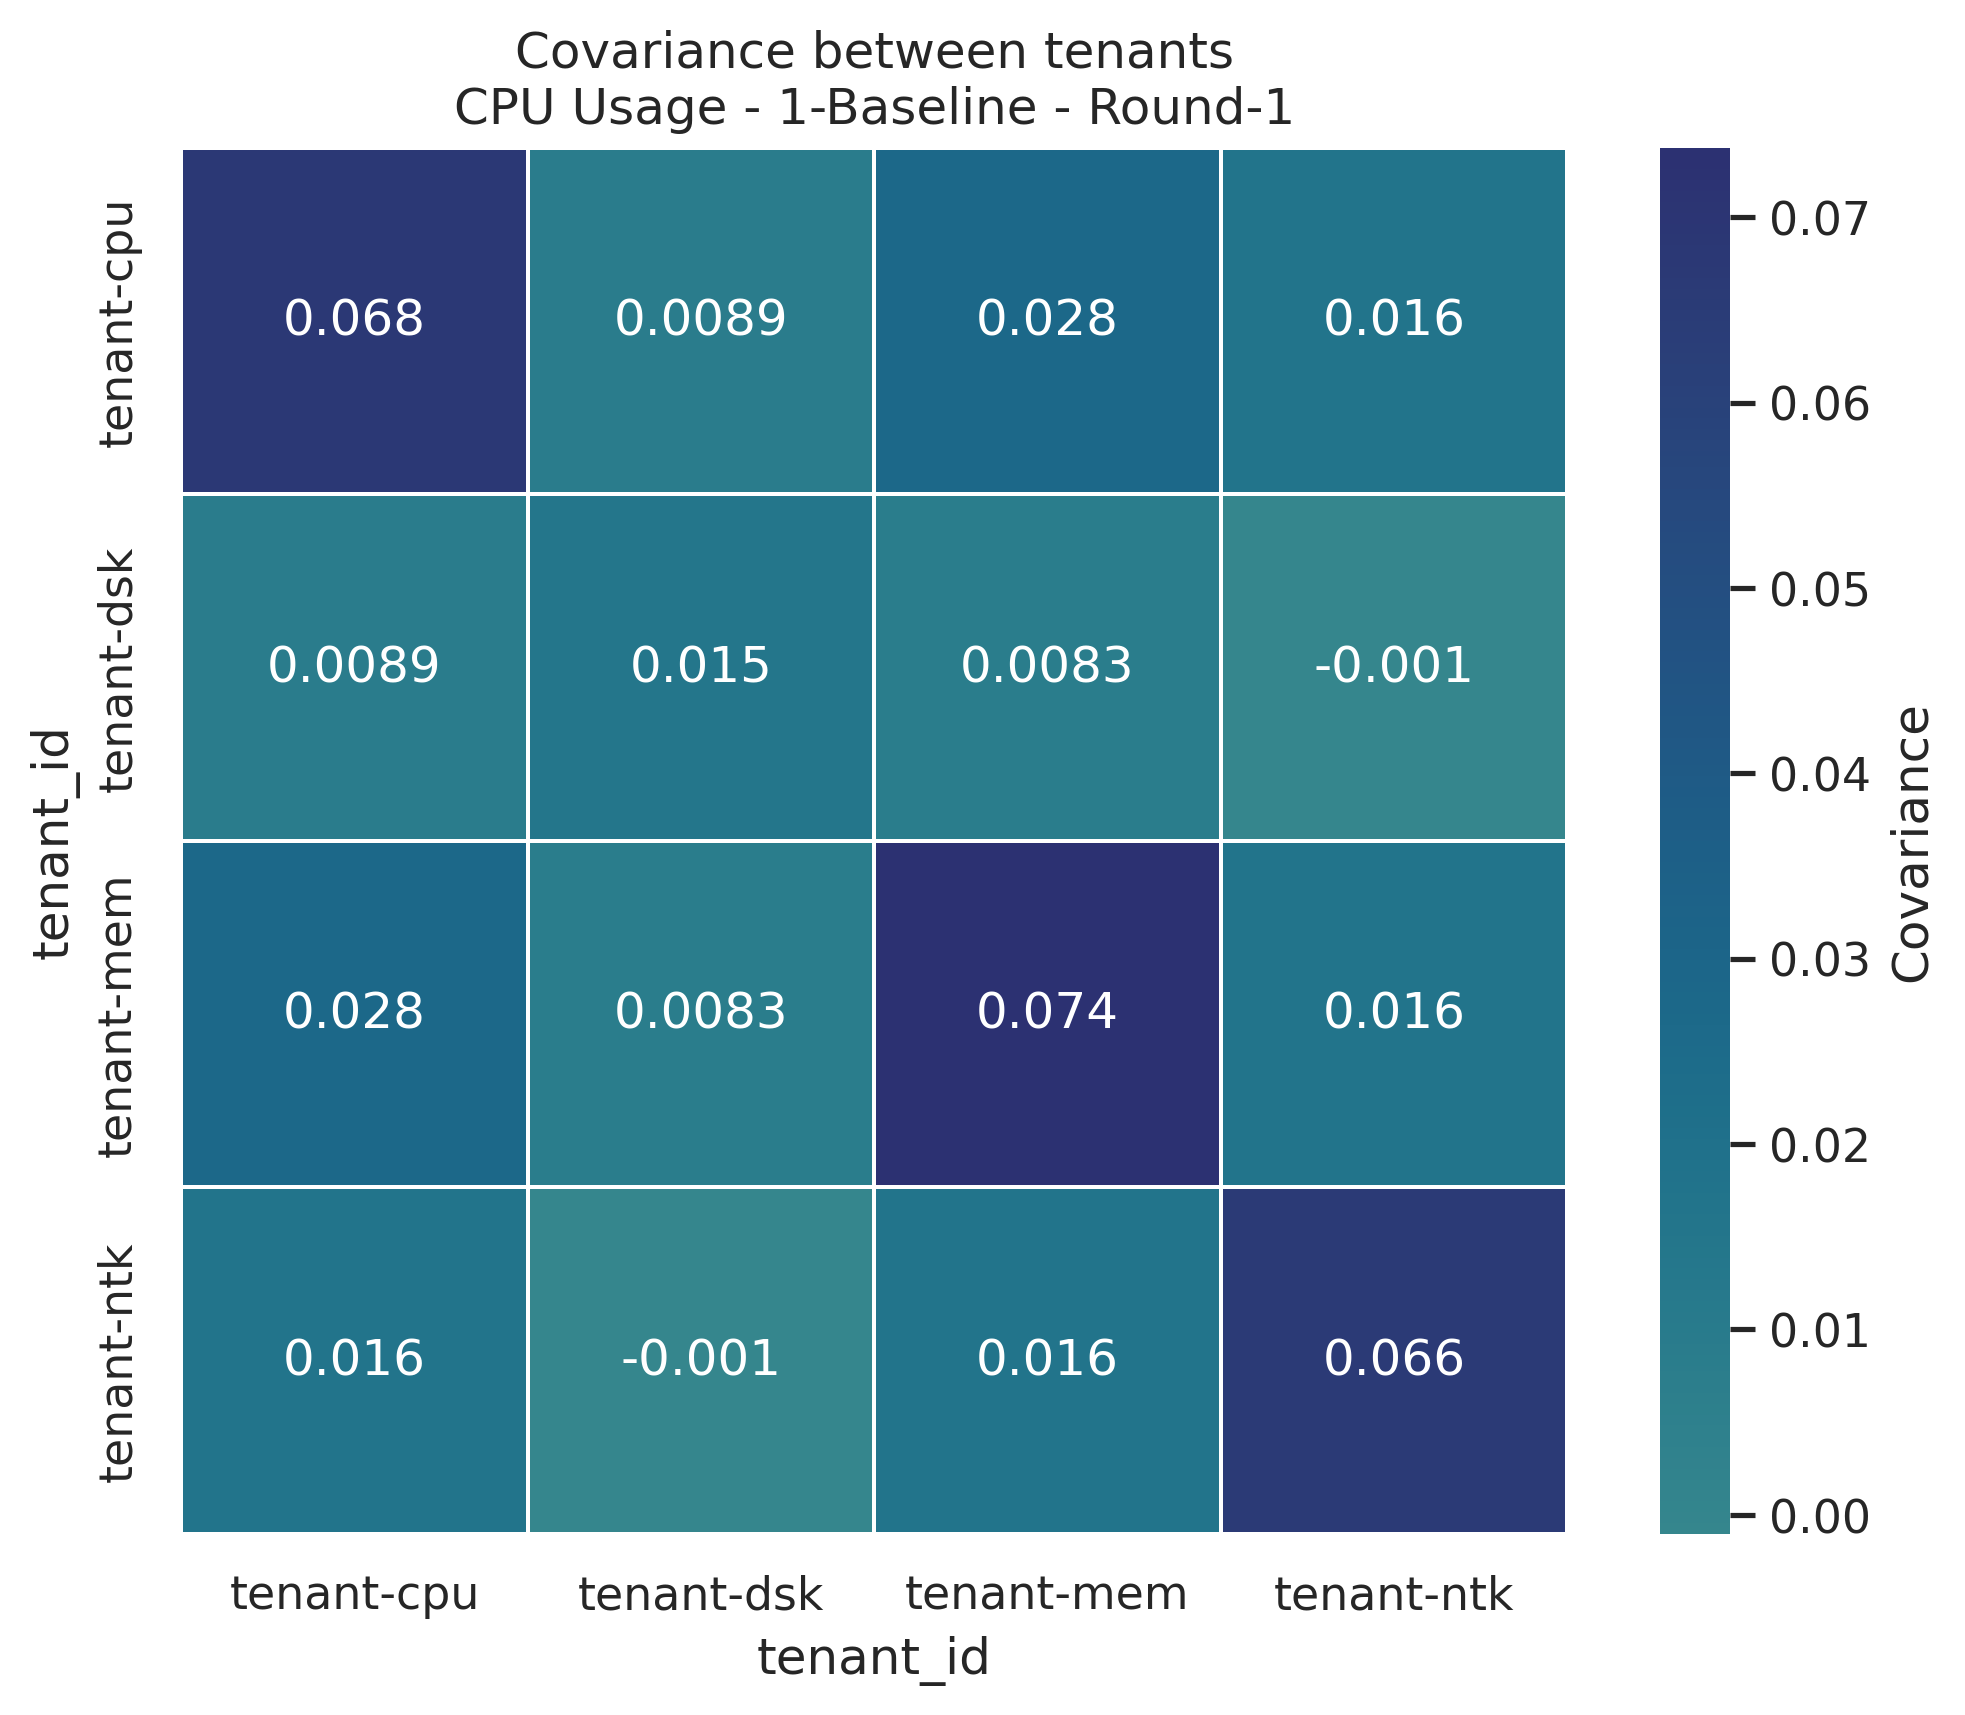 Covariance between tenants
CPU Usage - 1-Baseline - Round-1
tenant_id
tenant-cpu
0.068 0.0089 0.028 0.016
tenant-dsk
0.0089 0.015 0.0083 -0.001
tenant-mem
0.028 0.0083 0.074 0.016
tenant-ntk
0.016 -0.001 0.016 0.066
tenant-cpu tenant-dsk tenant-mem tenant-ntk
tenant_id
0.07
0.06
0.05
0.04
0.03
0.02
0.01
0.00
Covariance